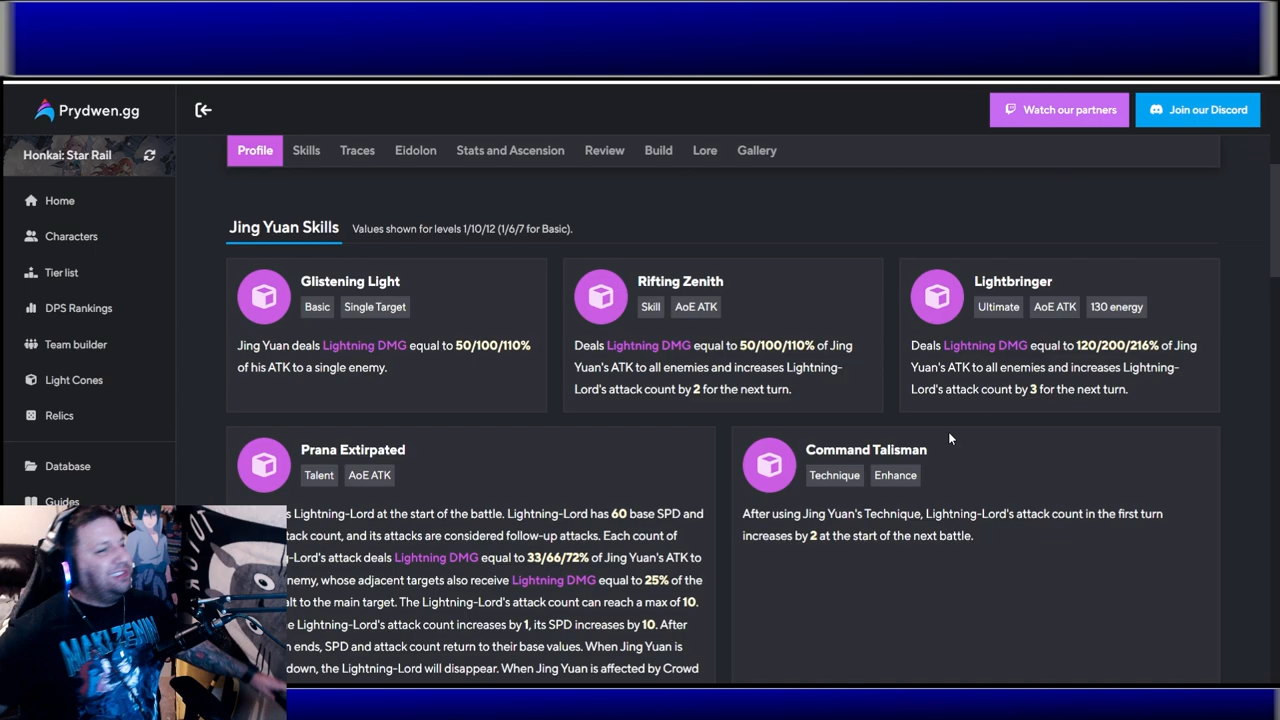 Prydwen.gg
Watch our partners
Join our Discord
Honkai: Star Rail
Profile
Skills
Traces
Eidolon
Stats and Ascension
Review
Build
Lore
Gallery
Home
Characters
Tier list
DPS Rankings
Team builder
Light Cones
Relics
Database
Guides
Jing Yuan Skills
Values shown for levels 1/10/12 (1/6/7 for Basic).
Glistening Light
Basic
Single Target
Jing Yuan deals Lightning DMG equal to 50/100/110%
of his ATK to a single enemy.
Rifting Zenith
Skill
AoE ATK
Deals Lightning DMG equal to 50/100/110% of Jing
Yuan's ATK to all enemies and increases Lightning-
Lord's attack count by 2 for the next turn.
Lightbringer
Ultimate
AoE ATK
130 energy
Deals Lightning DMG equal to 120/200/216% of Jing
Yuan's ATK to all enemies and increases Lightning-
Lord's attack count by 3 for the next turn.
Prana Extirpated
Talent
AoE ATK
Lightning-Lord at the start of the battle. Lightning-Lord has 60 base SPD and
count, and its attacks are considered follow-up attacks. Each count of
-Lord's attack deals Lightning DMG equal to 33/66/72% of Jing Yuan's ATK to
whose adjacent targets also receive Lightning DMG equal to 25% of the
to the main target. The Lightning-Lord's attack count can reach a max of 10.
Lightning-Lord's attack count increases by 1, its SPD increases by 10. After
ends, SPD and attack count return to their base values. When Jing Yuan is
down, the Lightning-Lord will disappear. When Jing Yuan is affected by Crowd
Command Talisman
Technique
Enhance
After using Jing Yuan's Technique, Lightning-Lord's attack count in the first turn
increases by 2 at the start of the next battle.